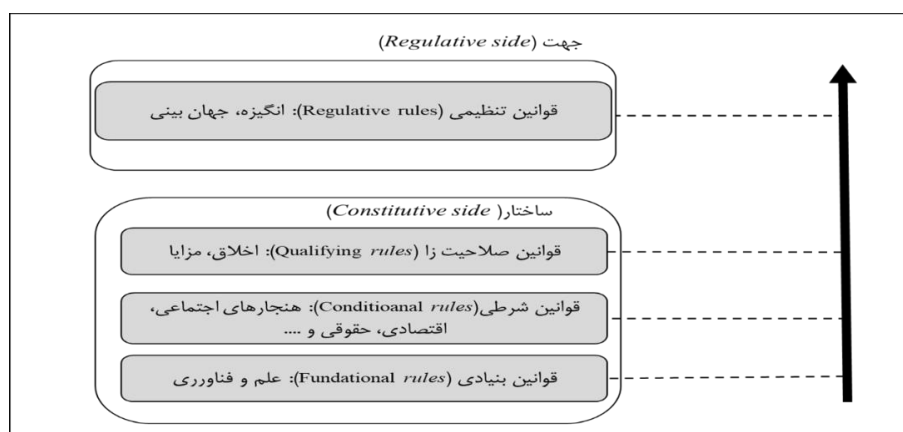 جهت (Regulative side)
قوانین تنظیمی (Regulative rules): انگیزه، جهان بینی
ساختار( Constitutive side)
قوانین صلاحیت زا (Qualifying rules): اخلاق، مزایا
قوانین شرطی(Conditioanal rules): هنجارهای اجتماعی،
اقتصادی، حقوقی و ....
قوانین بنیادی (Fundational rules): علم و فناورری